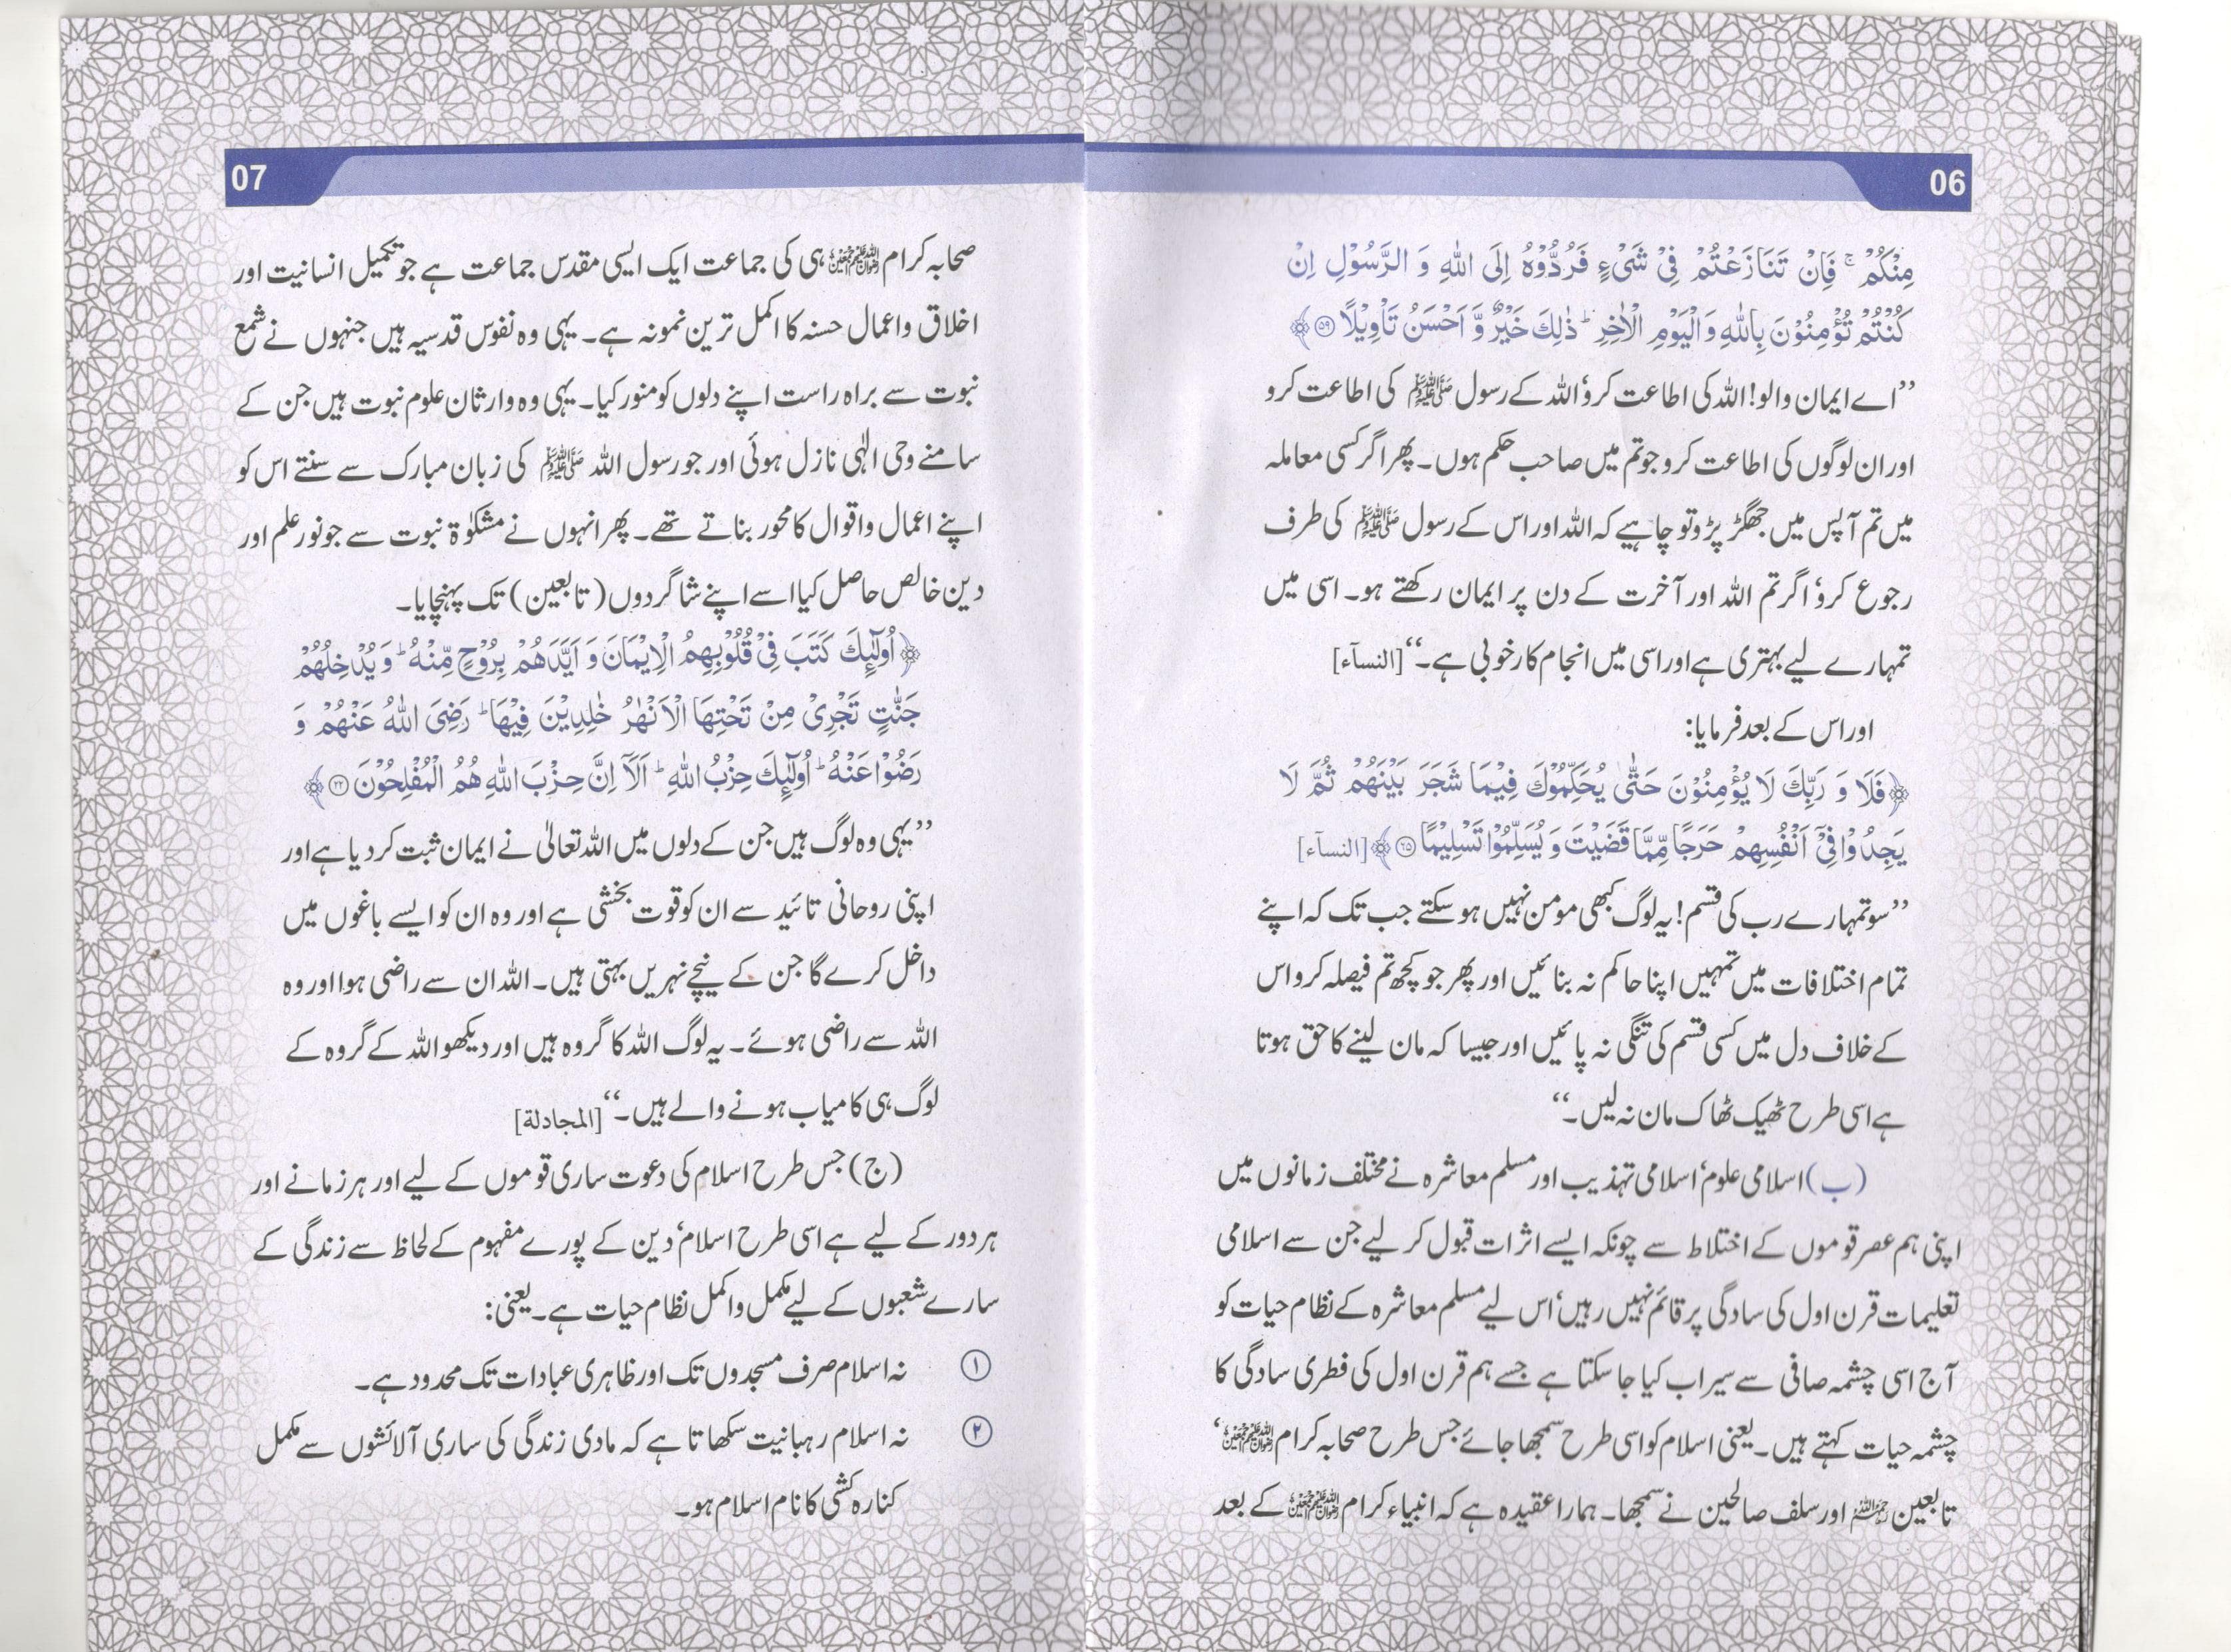 06
مِنْكُمْ ۚ فَاِنْ تَنَازَعْتُمْ فِيْ شَيْءٍ فَرُدُّوْهُ اِلَى اللّٰهِ وَ الرَّسُوْلِ اِنْ
كُنْتُمْ تُؤْمِنُوْنَ بِاللّٰهِ وَ الْيَوْمِ الْاٰخِرِ ؕ ذٰلِكَ خَيْرٌ وَّ اَحْسَنُ تَاْوِيْلًا ۝۵۹ ﴾
’’اے ایمان والو! اللہ کی اطاعت کرو‘ اللہ کے رسول ﷺ کی اطاعت کرو
اور ان لوگوں کی اطاعت کرو جو تم میں صاحب حکم ہوں۔ پھر اگر کسی معاملہ
میں تم آپس میں جھگڑ پڑو تو چاہیے کہ اللہ اور اس کے رسول ﷺ کی طرف
رجوع کرو‘ اگر تم اللہ اور آخرت کے دن پر ایمان رکھتے ہو۔ اسی میں
تمہارے لیے بہتری ہے اور اسی میں انجام کار خوبی ہے۔‘‘ [النسآء]
اور اس کے بعد فرمایا:
﴿ فَلَا وَ رَبِّكَ لَا يُؤْمِنُوْنَ حَتّٰى يُحَكِّمُوْكَ فِيْمَا شَجَرَ بَيْنَهُمْ ثُمَّ لَا
يَجِدُوْا فِيْۤ اَنْفُسِهِمْ حَرَجًا مِّمَّا قَضَيْتَ وَ يُسَلِّمُوْا تَسْلِيْمًا ۝۶۵ ﴾ [النسآء]
’’سو تمہارے رب کی قسم! یہ لوگ کبھی مومن نہیں ہو سکتے جب تک کہ اپنے
تمام اختلافات میں تمہیں اپنا حاکم نہ بنائیں اور پھر جو کچھ تم فیصلہ کرو اس
کے خلاف دل میں کسی قسم کی تنگی نہ پائیں اور جیسا کہ مان لینے کا حق ہوتا
ہے اسی طرح ٹھیک ٹھاک مان نہ لیں۔‘‘
(ب) اسلامی علوم‘ اسلامی تہذیب اور مسلم معاشرہ نے مختلف زمانوں میں
اپنی ہم عصر قوموں کے اختلاط سے چونکہ ایسے اثرات قبول کر لیے جن سے اسلامی
تعلیمات قرن اول کی سادگی پر قائم نہیں رہیں‘ اس لیے مسلم معاشرہ کے نظام حیات کو
آج اسی چشمہ صافی سے سیراب کیا جا سکتا ہے جسے ہم قرن اول کی فطری سادگی کا
چشمہ حیات کہتے ہیں۔ یعنی اسلام کو اسی طرح سمجھا جائے جس طرح صحابہ کرام رضوان اللہ علیہم اجمعین‘
تابعین رحمہم اللہ اور سلف صالحین نے سمجھا۔ ہمارا عقیدہ ہے کہ انبیاء کرام رضوان اللہ علیہم اجمعین کے بعد
07
صحابہ کرام رضوان اللہ علیہم اجمعین ہی کی جماعت ایک ایسی مقدس جماعت ہے جو تکمیل انسانیت اور
اخلاق و اعمال حسنہ کا اکمل ترین نمونہ ہے۔ یہی وہ نفوس قدسیہ ہیں جنہوں نے شمع
نبوت سے براہ راست اپنے دلوں کو منور کیا۔ یہی وہ وارثان علوم نبوت ہیں جن کے
سامنے وحی الٰہی نازل ہوئی اور جو رسول اللہ ﷺ کی زبان مبارک سے سنتے اس کو
اپنے اعمال و اقوال کا محور بناتے تھے۔ پھر انہوں نے مشکوٰۃ نبوت سے جو نور علم اور
دین خالص حاصل کیا اسے اپنے شاگردوں (تابعین) تک پہنچایا۔
﴿ اُولٰٓىِٕكَ كَتَبَ فِيْ قُلُوْبِهِمُ الْاِيْمَانَ وَ اَيَّدَهُمْ بِرُوْحٍ مِّنْهُ ؕ وَ يُدْخِلُهُمْ
جَنّٰتٍ تَجْرِيْ مِنْ تَحْتِهَا الْاَنْهٰرُ خٰلِدِيْنَ فِيْهَا ؕ رَضِيَ اللّٰهُ عَنْهُمْ وَ
رَضُوْا عَنْهُ ؕ اُولٰٓىِٕكَ حِزْبُ اللّٰهِ ؕ اَلَاۤ اِنَّ حِزْبَ اللّٰهِ هُمُ الْمُفْلِحُوْنَ ۝۲۲ ﴾
’’یہی وہ لوگ ہیں جن کے دلوں میں اللہ تعالیٰ نے ایمان ثبت کر دیا ہے اور
اپنی روحانی تائید سے ان کو قوت بخشی ہے اور وہ ان کو ایسے باغوں میں
داخل کرے گا جن کے نیچے نہریں بہتی ہیں۔ اللہ ان سے راضی ہوا اور وہ
اللہ سے راضی ہوئے۔ یہ لوگ اللہ کا گروہ ہیں اور دیکھو اللہ کے گروہ کے
لوگ ہی کامیاب ہونے والے ہیں۔‘‘ [المجادلة]
(ج) جس طرح اسلام کی دعوت ساری قوموں کے لیے اور ہر زمانے اور
ہر دور کے لیے ہے اسی طرح اسلام‘ دین کے پورے مفہوم کے لحاظ سے زندگی کے
سارے شعبوں کے لیے مکمل و اکمل نظام حیات ہے۔ یعنی:
① نہ اسلام صرف مسجدوں تک اور ظاہری عبادات تک محدود ہے۔
② نہ اسلام رہبانیت سکھاتا ہے کہ مادی زندگی کی ساری آلائشوں سے مکمل
کنارہ کشی کا نام اسلام ہو۔